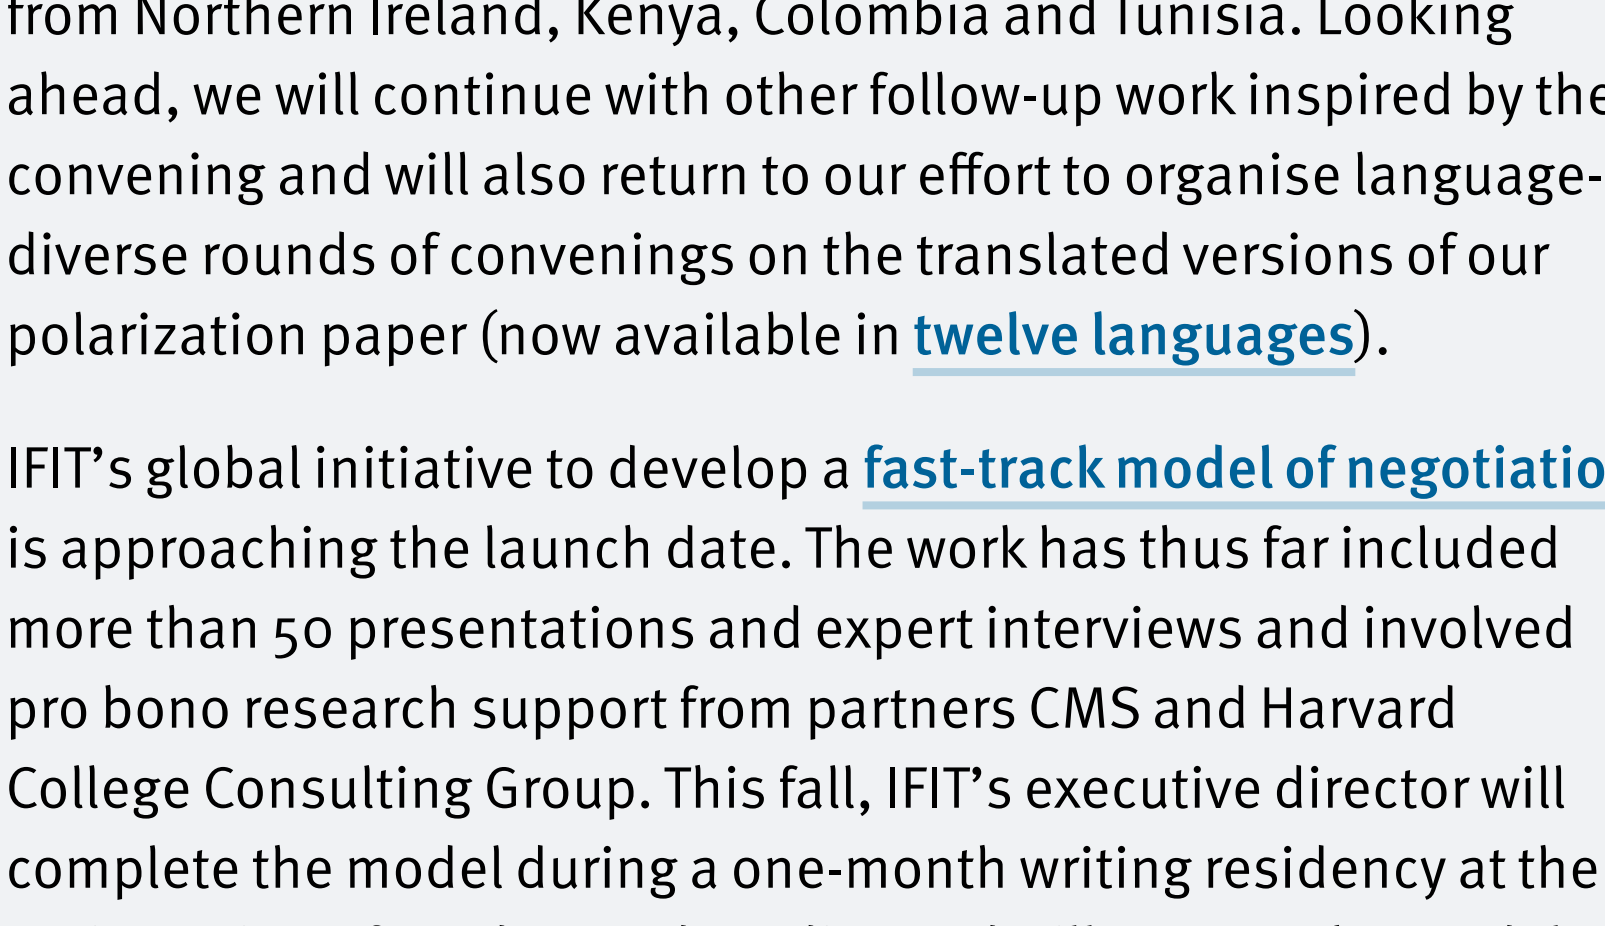 from Northern Ireland, Kenya, Colombia and Tunisia. Looking
ahead, we will continue with other follow-up work inspired by the
convening and will also return to our effort to organise language-
diverse rounds of convenings on the translated versions of our
polarization paper (now available in twelve languages).
IFIT’s global initiative to develop a fast-track model of negotiatio
is approaching the launch date. The work has thus far included
more than 50 presentations and expert interviews and involved
pro bono research support from partners CMS and Harvard
College Consulting Group. This fall, IFIT’s executive director will
complete the model during a one-month writing residency at the